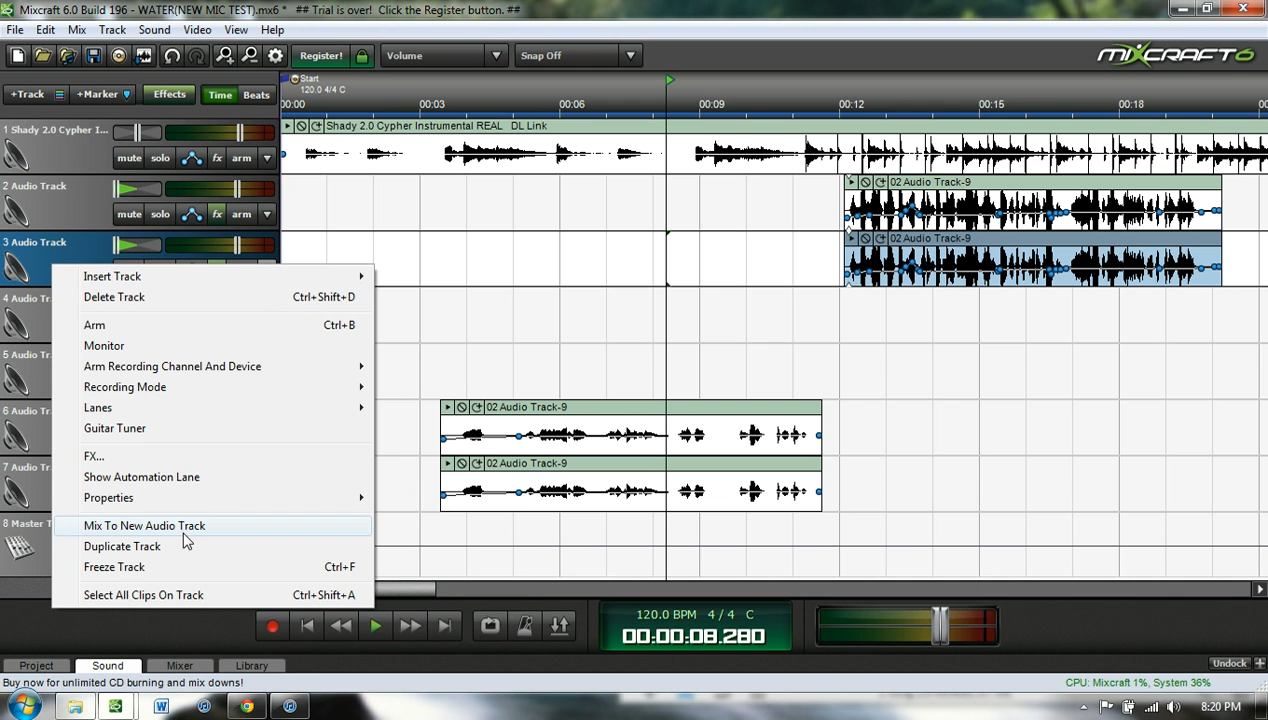 Mixcraft 6.0 Build 196 - WATER(NEW MIC TEST).mx6 * ## Trial is over! Click the Register button. ##
File Edit Mix Track Sound Video View Help
Register! Volume Snap Off MIXCRAFT6
+Track +Marker Effects Time Beats
Start
120.0 4/4 C
00:00 00:03 00:06 00:09 00:12 00:15 00:18 00
1 Shady 2.0 Cypher I...
mute solo fx arm
Shady 2.0 Cypher Instrumental REAL DL Link
2 Audio Track
mute solo fx arm
02 Audio Track-9
3 Audio Track
02 Audio Track-9
4 Audio Tr
5 Audio Tr
6 Audio Tr
02 Audio Track-9
7 Audio Tr
02 Audio Track-9
8 Master T
Insert Track
Delete Track Ctrl+Shift+D
Arm Ctrl+B
Monitor
Arm Recording Channel And Device
Recording Mode
Lanes
Guitar Tuner
FX...
Show Automation Lane
Properties
Mix To New Audio Track
Duplicate Track
Freeze Track Ctrl+F
Select All Clips On Track Ctrl+Shift+A
120.0 BPM 4 / 4 C
00:00:08.280
Project Sound Mixer Library Undock
Buy now for unlimited CD burning and mix downs! CPU: Mixcraft 1%, System 36%
8:20 PM